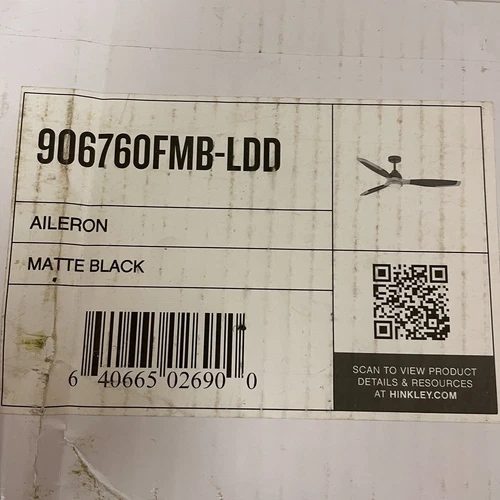 906760FMB-LDD
AILERON
MATTE BLACK
6 40665 02690 0
SCAN TO VIEW PRODUCT
DETAILS & RESOURCES
AT HINKLEY.COM